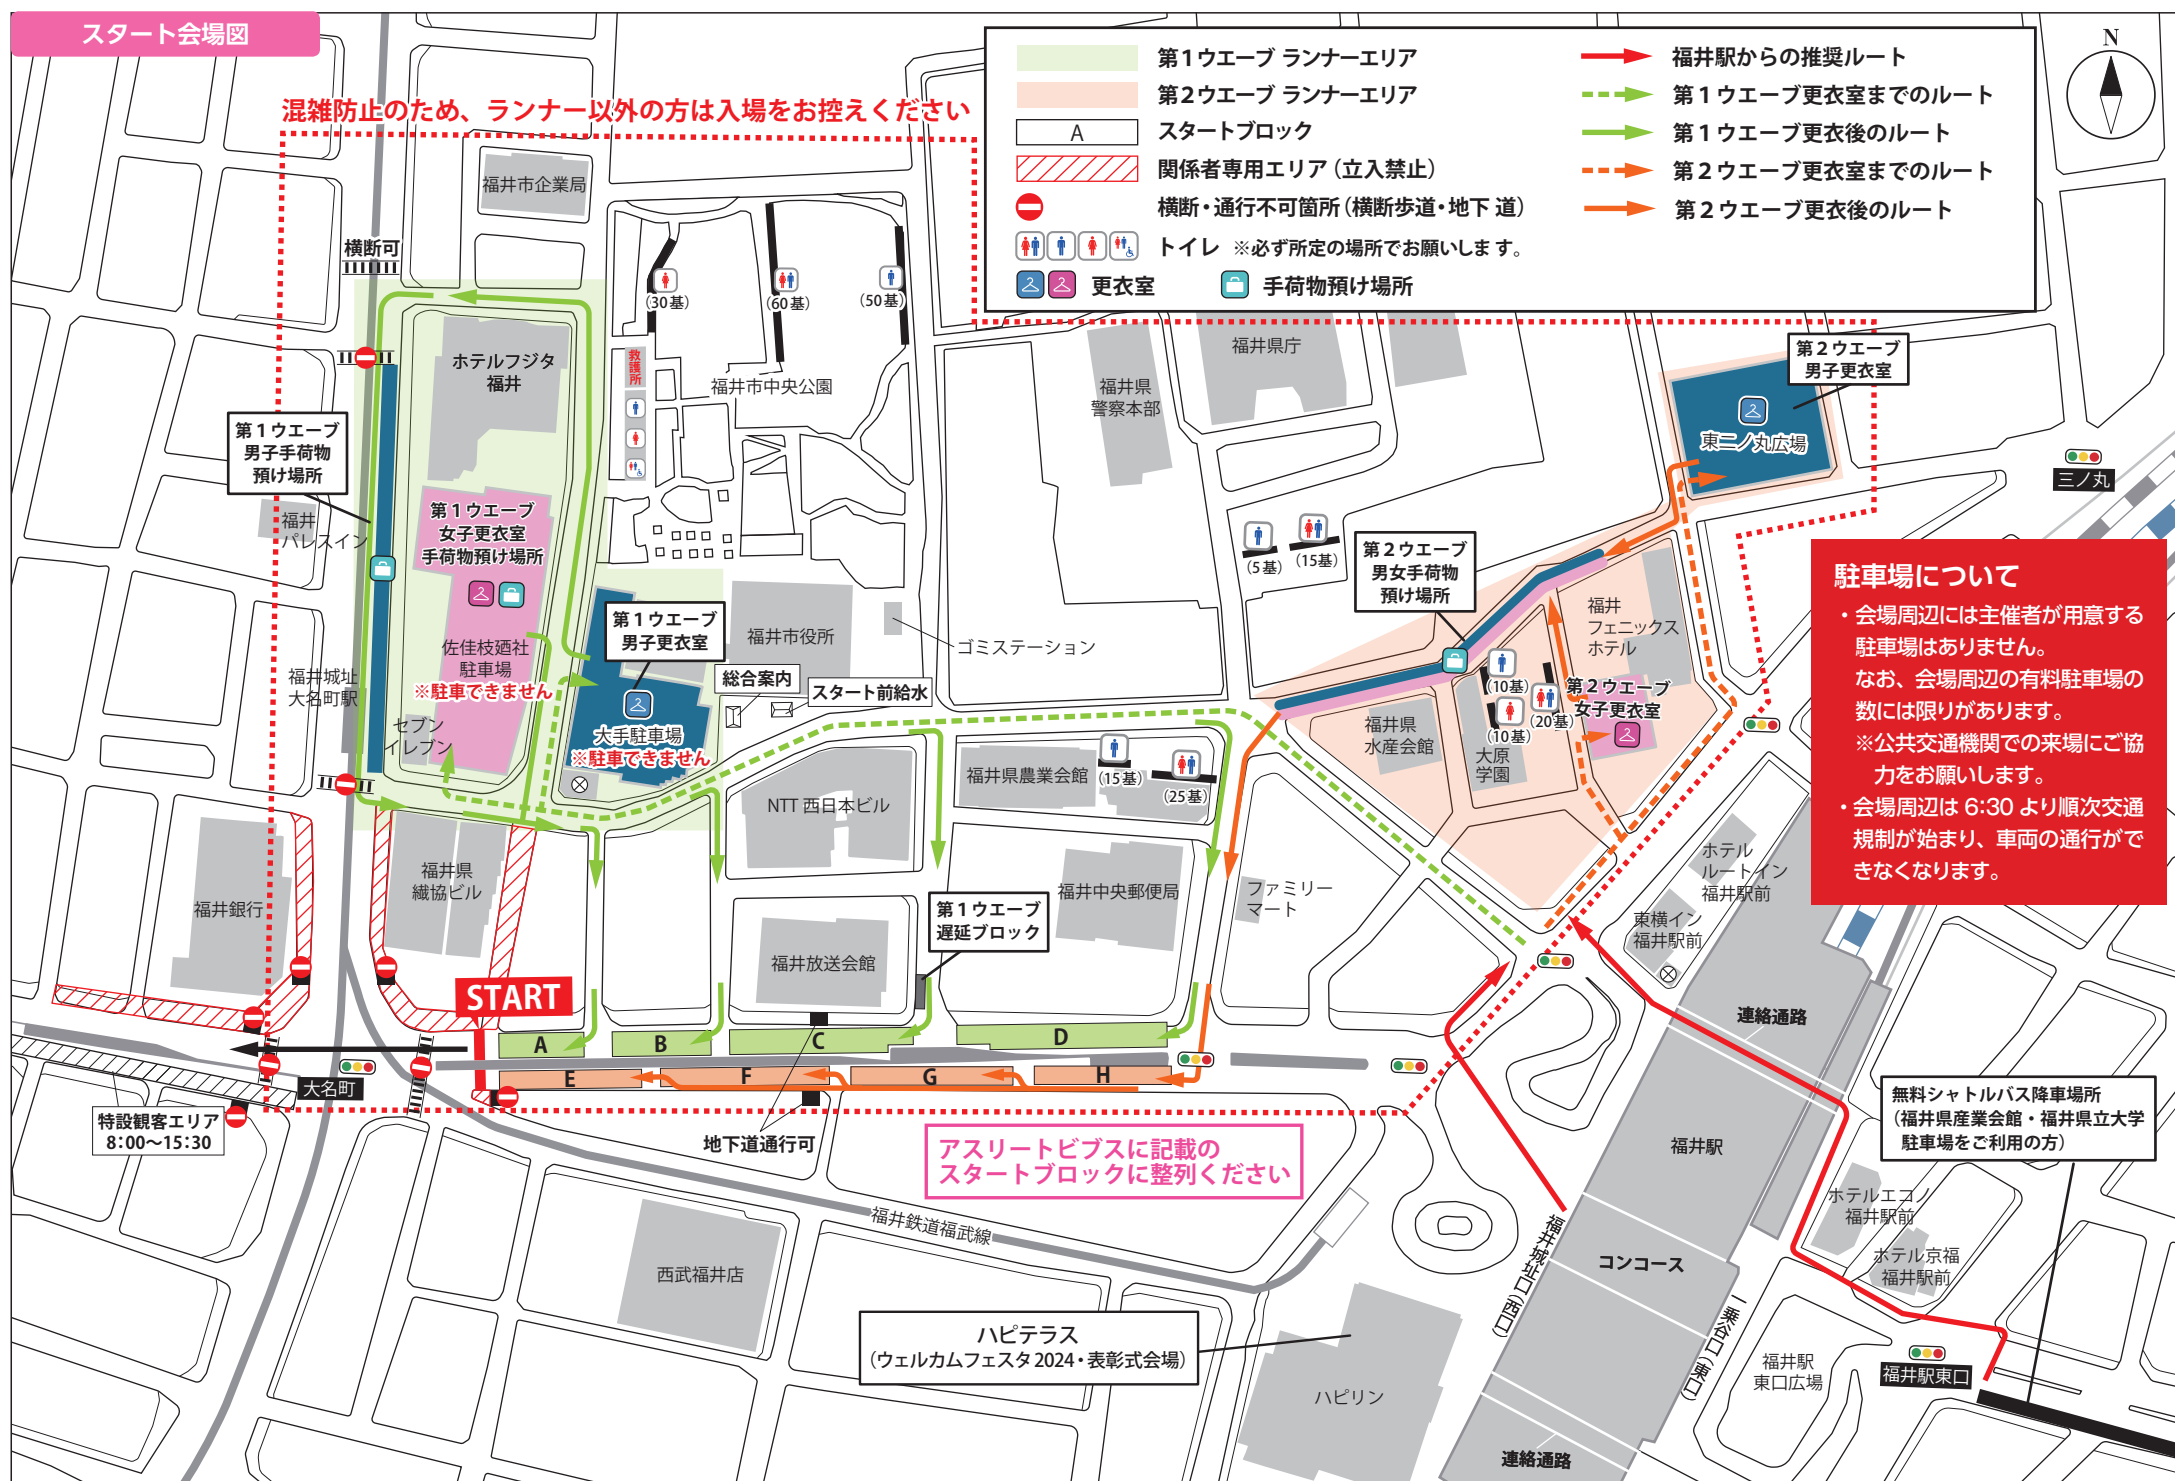 スタート会場図
混雑防止のため、ランナー以外の方は入場をお控えください
第1ウエーブ ランナーエリア
第2ウエーブ ランナーエリア
A
スタートブロック
関係者専用エリア（立入禁止）
横断・通行不可箇所（横断歩道・地下道）
トイレ ※必ず所定の場所でお願いします。
更衣室
手荷物預け場所
福井駅からの推奨ルート
第1ウエーブ更衣室までのルート
第1ウエーブ更衣後のルート
第2ウエーブ更衣室までのルート
第2ウエーブ更衣後のルート
N
福井市企業局
横断可
(30基)
(60基)
(50基)
ホテルフジタ
福井
救護所
福井市中央公園
福井県
警察本部
福井県庁
第2ウエーブ
男子更衣室
東二ノ丸広場
三ノ丸
第1ウエーブ
男子手荷物
預け場所
福井
パレスイン
第1ウエーブ
女子更衣室
手荷物預け場所
佐佳枝廼社
駐車場
※駐車できません
福井城址
大名町駅
セブン
イレブン
第1ウエーブ
男子更衣室
大手駐車場
※駐車できません
福井市役所
総合案内
スタート前給水
ゴミステーション
(5基)
(15基)
第2ウエーブ
男女手荷物
預け場所
福井
フェニックス
ホテル
(10基)
(10基)
(20基)
第2ウエーブ
女子更衣室
福井県
水産会館
大原
学園
駐車場について
・会場周辺には主催者が用意する
駐車場はありません。
なお、会場周辺の有料駐車場の
数には限りがあります。
※公共交通機関での来場にご協
力をお願いします。
・会場周辺は 6:30 より順次交通
規制が始まり、車両の通行がで
きなくなります。
NTT 西日本ビル
福井県農業会館
(15基)
(25基)
福井銀行
福井県
繊協ビル
福井放送会館
第1ウエーブ
遅延ブロック
福井中央郵便局
ファミリー
マート
ホテル
ルートイン
福井駅前
東横イン
福井駅前
START
A
B
C
D
E
F
G
H
大名町
特設観客エリア
8:00〜15:30
地下道通行可
アスリートビブスに記載の
スタートブロックに整列ください
連絡通路
福井駅
コンコース
連絡通路
福井城址口（西口）
一乗谷口（東口）
無料シャトルバス降車場所
（福井県産業会館・福井県立大学
駐車場をご利用の方）
ホテルエコノ
福井駅前
ホテル京福
福井駅前
福井駅東口
福井駅
東口広場
福井鉄道福武線
西武福井店
ハピテラス
（ウェルカムフェスタ2024・表彰式会場）
ハピリン